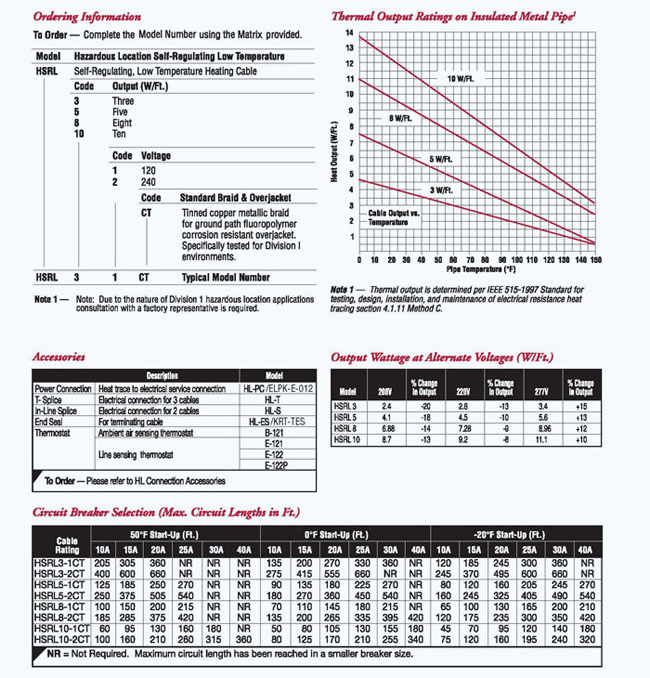 Ordering Information
To Order — Complete the Model Number using the Matrix provided.
Model Hazardous Location Self-Regulating Low Temperature
HSRL Self-Regulating, Low Temperature Heating Cable
Code Output (W/Ft.)
3 Three
5 Five
8 Eight
10 Ten
Code Voltage
1 120
2 240
Code Standard Braid & Overjacket
CT Tinned copper metallic braid
for ground path fluoropolymer
corrosion resistant overjacket.
Specifically tested for Division I
environments.
HSRL 3 1 CT Typical Model Number
Note 1 — Note: Due to the nature of Division 1 hazardous location applications
consultation with a factory representative is required.
Thermal Output Ratings on Insulated Metal Pipe¹
Heat Output (W/Ft.)
14
13
12
11
10
9
8
7
6
5
4
3
2
1
10 W/Ft.
8 W/Ft.
5 W/Ft.
3 W/Ft.
Cable Output vs.
Temperature
0 10 20 30 40 50 60 70 80 90 100 110 120 130 140 150
Pipe Temperature (°F)
Note 1 — Thermal output is determined per IEEE 515-1997 Standard for
testing, design, installation, and maintenance of electrical resistance heat
tracing section 4.1.11 Method C.
Accessories
Description Model
Power Connection Heat trace to electrical service connection HL-PC/ELPK-E-012
T- Splice Electrical connection for 3 cables HL-T
In-Line Splice Electrical connection for 2 cables HL-S
End Seal For terminating cable HL-ES/KRT-TES
Thermostat Ambient air sensing thermostat B-121
E-121
Line sensing thermostat E-122
E-122P
To Order — Please refer to HL Connection Accessories
Output Wattage at Alternate Voltages (W/Ft.)
Model 208V % Change In Output 220V % Change In Output 277V % Change In Output
HSRL 3 2.4 -20 2.6 -13 3.4 +15
HSRL 5 4.1 -18 4.5 -10 5.6 +13
HSRL 8 6.88 -14 7.28 -9 8.96 +12
HSRL 10 8.7 -13 9.2 -8 11.1 +10
Circuit Breaker Selection (Max. Circuit Lengths in Ft.)
Cable Rating 50°F Start-Up (Ft.) 0°F Start-Up (Ft.) -20°F Start-Up (Ft.)
10A 15A 20A 25A 30A 40A 10A 15A 20A 25A 30A 40A 10A 15A 20A 25A 30A 40A
HSRL3-1CT 205 305 360 NR NR NR 135 200 270 330 360 NR 120 185 245 300 360 NR
HSRL3-2CT 400 600 660 NR NR NR 275 415 555 660 NR NR 245 370 495 600 660 NR
HSRL5-1CT 125 185 250 270 NR NR 90 135 180 225 270 NR 80 120 160 205 245 270
HSRL5-2CT 250 375 505 540 NR NR 180 270 360 450 540 NR 160 245 325 405 490 540
HSRL8-1CT 100 150 200 215 NR NR 70 110 145 180 215 NR 65 100 130 165 200 210
HSRL8-2CT 185 285 375 420 NR NR 135 200 265 335 395 420 120 175 235 300 350 420
HSRL10-1CT 60 95 130 160 180 NR 50 80 105 130 155 180 45 70 95 120 140 180
HSRL10-2CT 100 160 210 260 315 360 80 125 170 210 255 340 75 120 160 195 240 320
NR = Not Required. Maximum circuit length has been reached in a smaller breaker size.